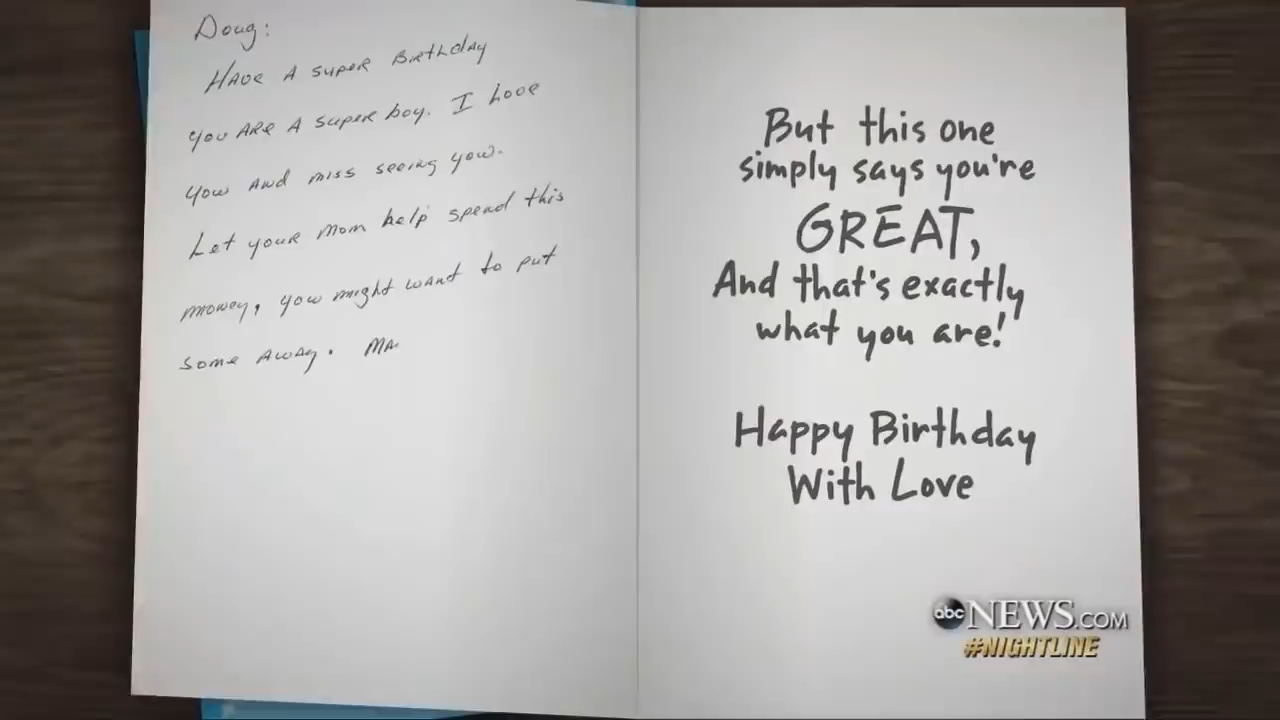 Doug:
Have A super Birthday
you Are A super boy. I love
you and miss seeing you.
Let your mom help spend this
money, you might want to put
some away. Ma
But this one
simply says you're
GREAT,
And that's exactly
what you are!
Happy Birthday
With Love
abc NEWS.COM
#NIGHTLINE